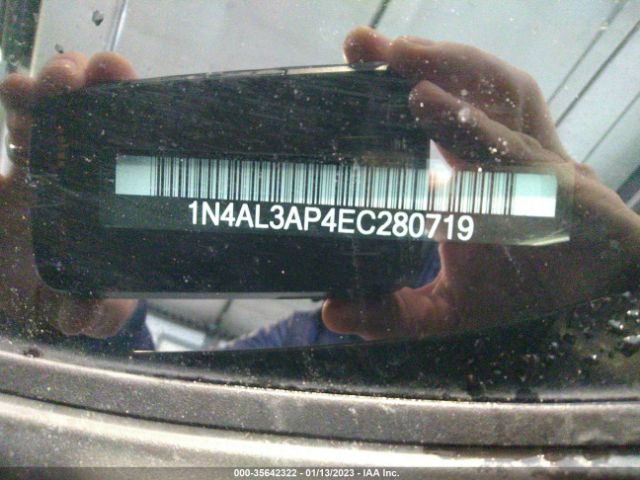 1N4AL3AP4EC280719
000-35642322 / 01/13/2023 - IAA Inc.